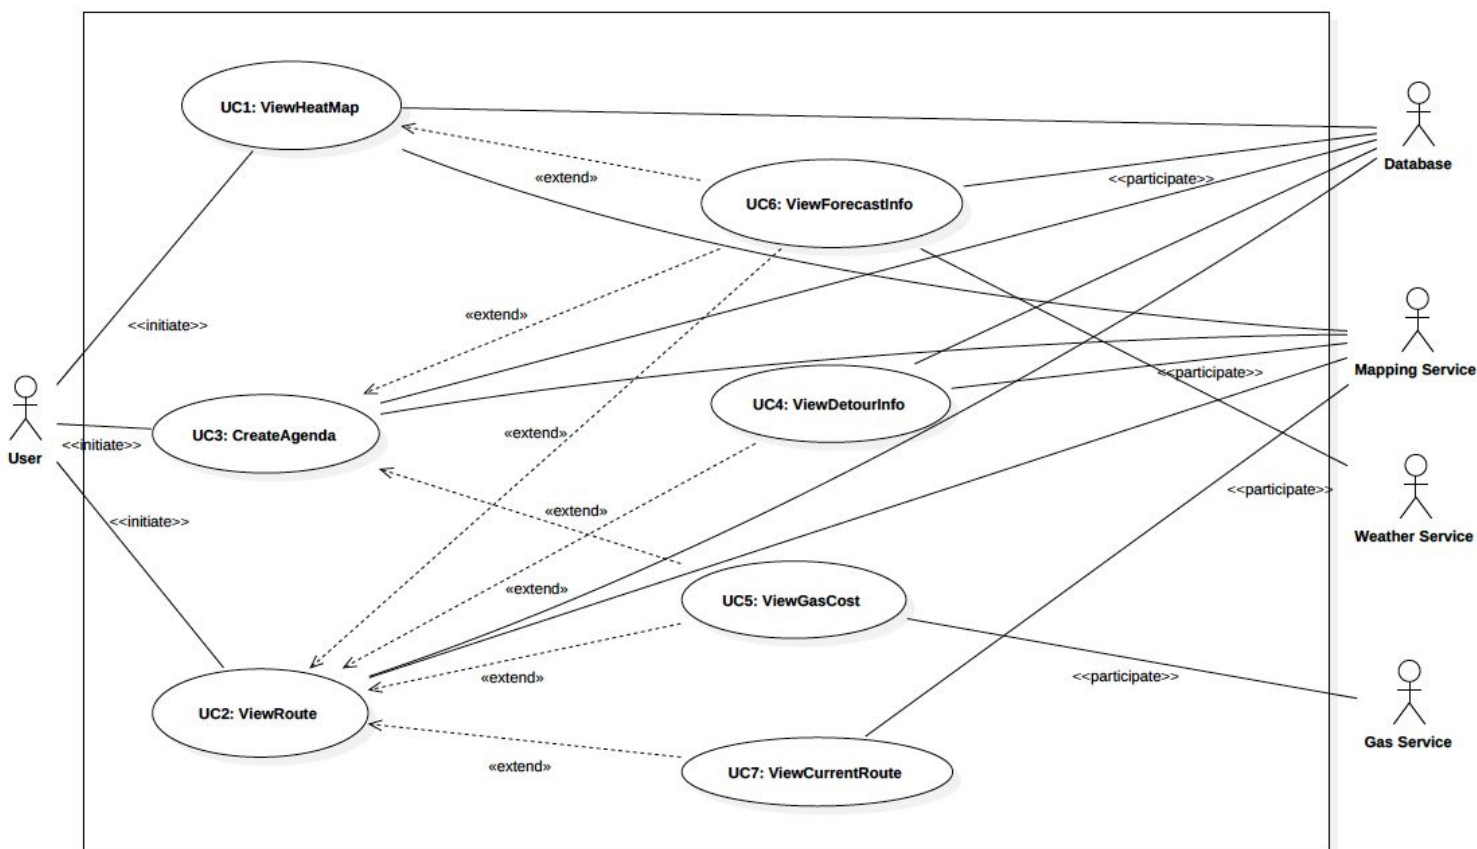 UC1: ViewHeatMap
Database
«extend»
<<participate>>
UC6: ViewForecastInfo
«extend»
<<initiate>>
Mapping Service
<<participate>>
UC4: ViewDetourInfo
UC3: CreateAgenda
«extend»
<<initiate>>
User
<<participate>>
«extend»
<<initiate>>
Weather Service
«extend»
UC5: ViewGasCost
«extend»
<<participate>>
UC2: ViewRoute
Gas Service
«extend»
UC7: ViewCurrentRoute